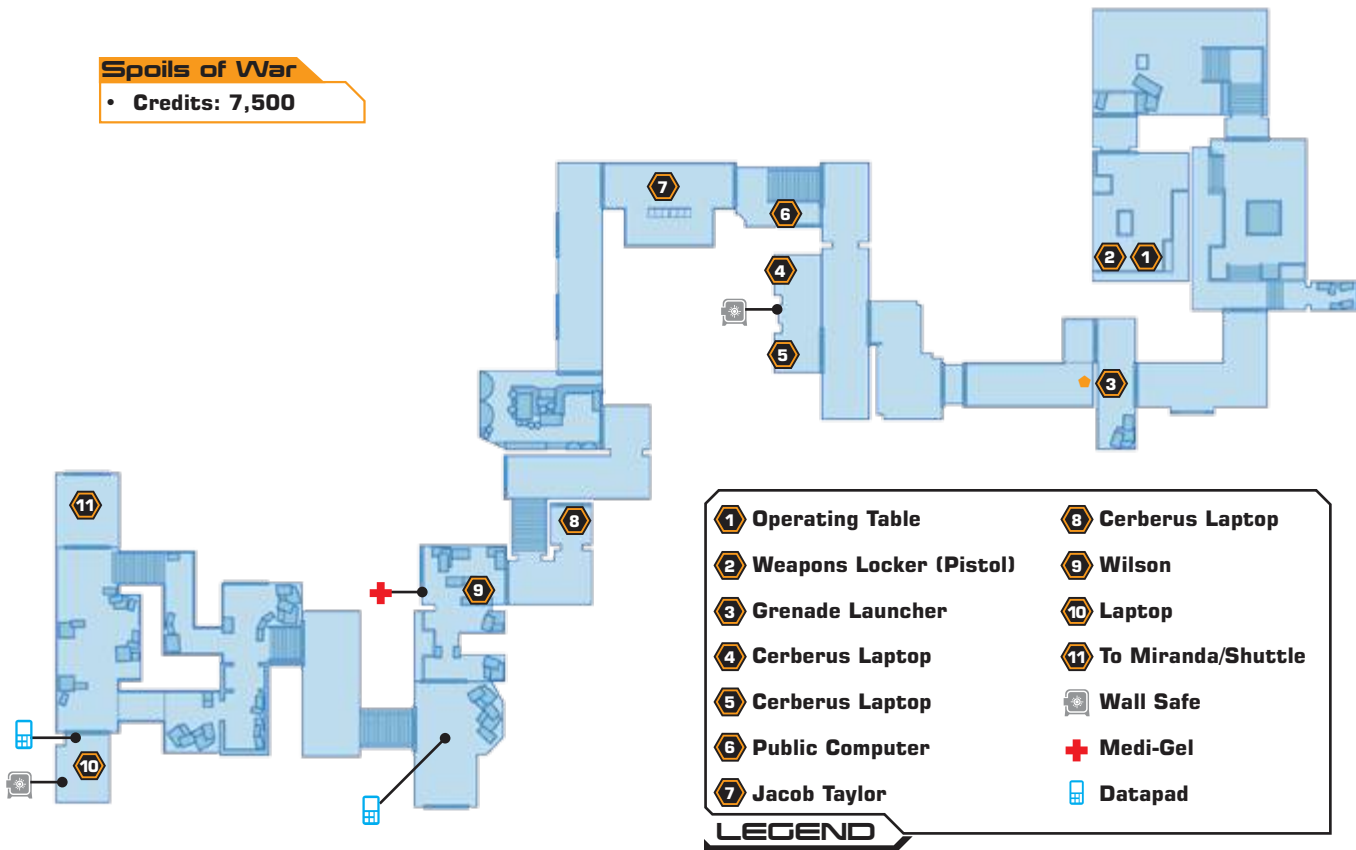 Spoils of War
• Credits: 7,500
7
6
4
5
2
1
3
8
9
11
10
1 Operating Table
2 Weapons Locker (Pistol)
3 Grenade Launcher
4 Cerberus Laptop
5 Cerberus Laptop
6 Public Computer
7 Jacob Taylor
8 Cerberus Laptop
9 Wilson
10 Laptop
11 To Miranda/Shuttle
Wall Safe
Medi-Gel
Datapad
LEGEND